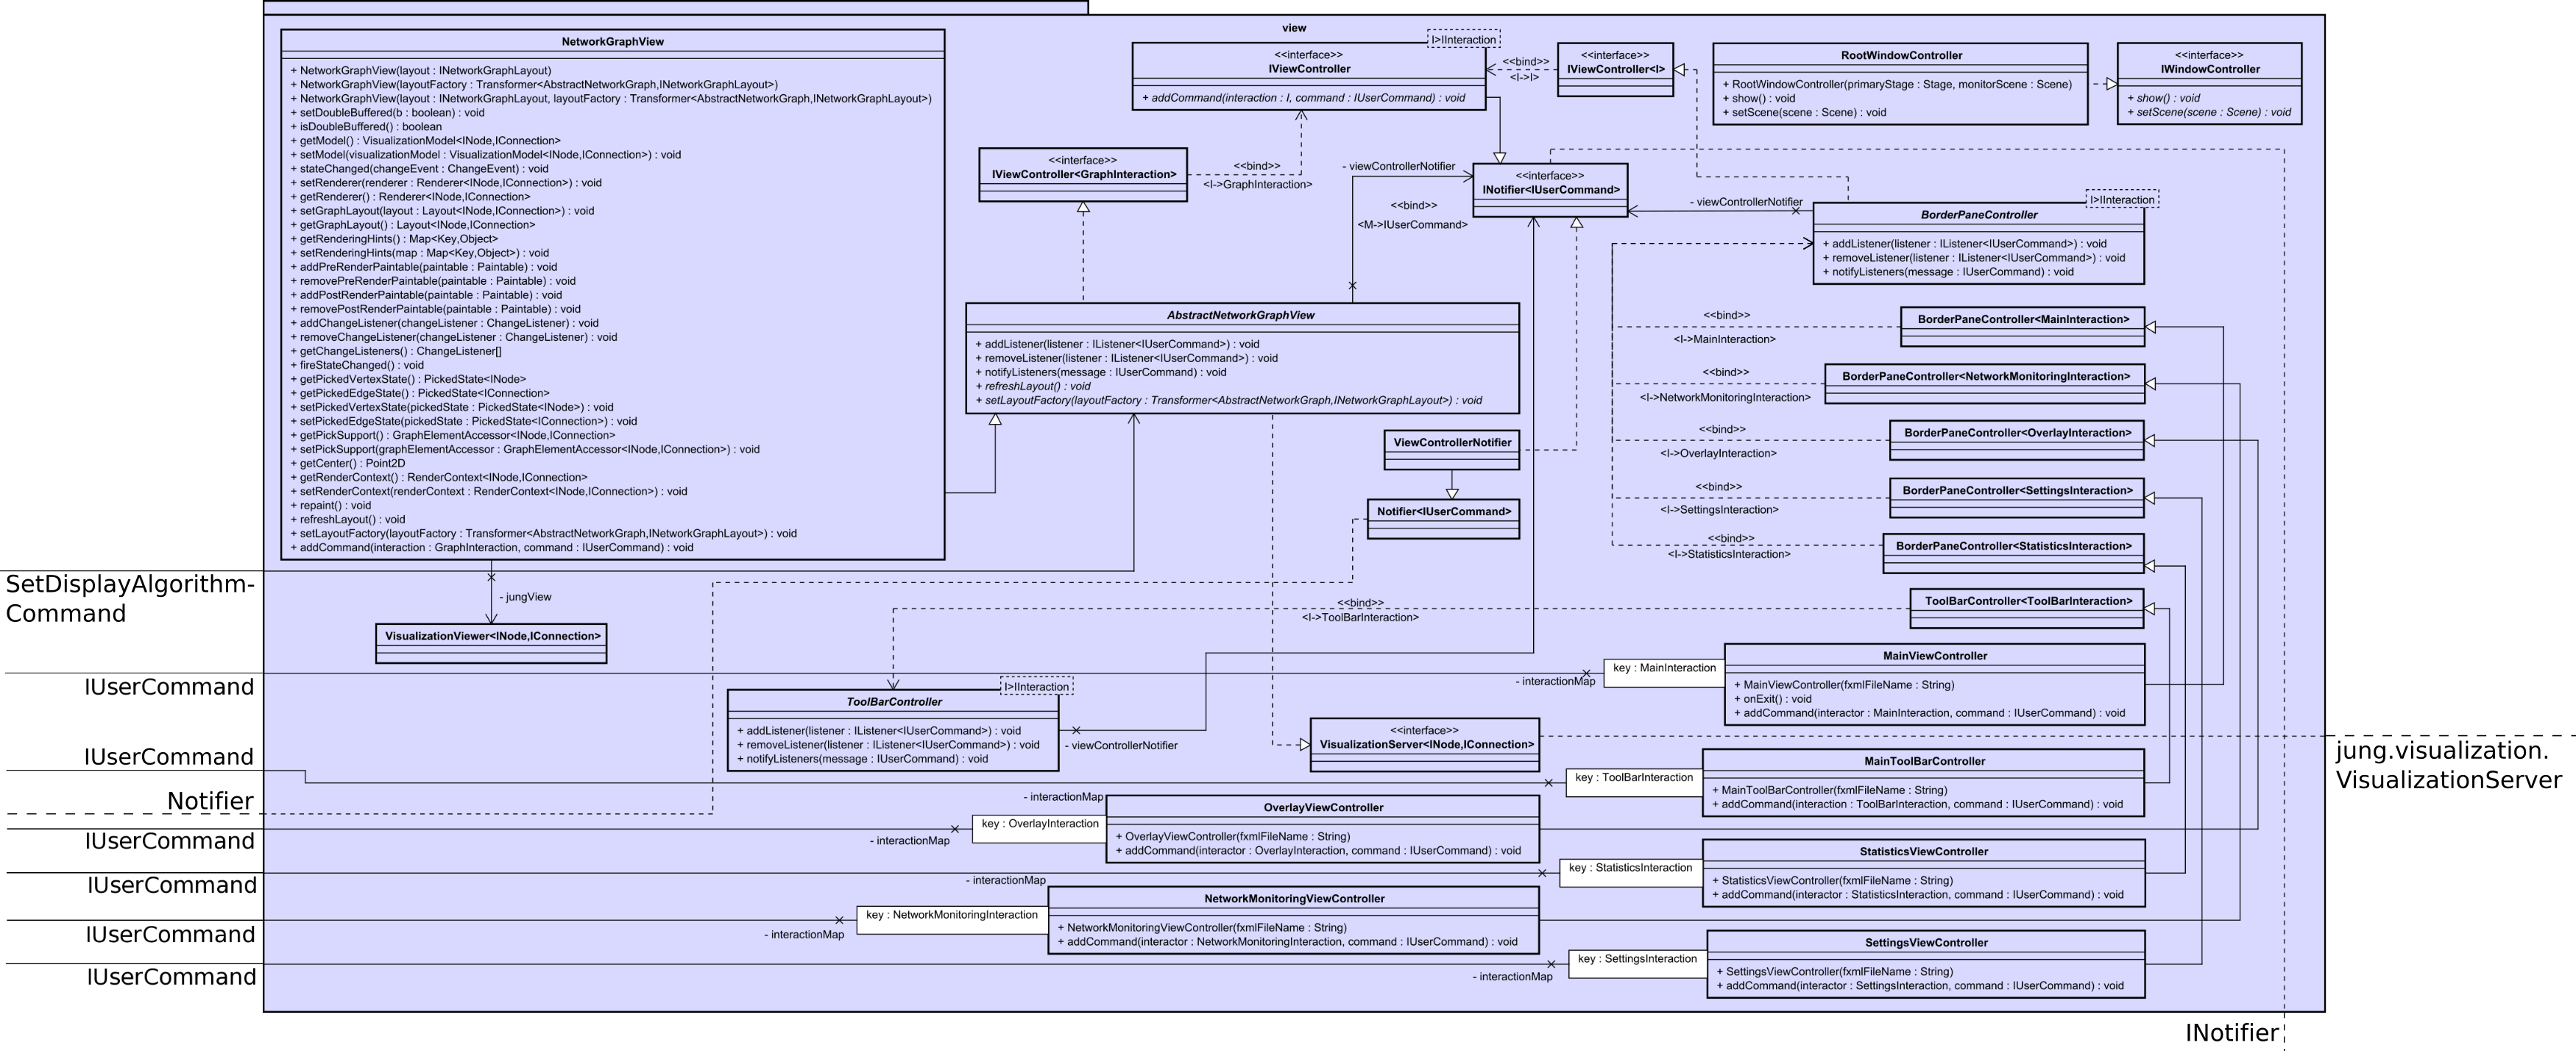 view
NetworkGraphView
+ NetworkGraphView(layout : INetworkGraphLayout)
+ NetworkGraphView(layoutFactory : Transformer<AbstractNetworkGraph,INetworkGraphLayout>)
+ NetworkGraphView(layout : INetworkGraphLayout, layoutFactory : Transformer<AbstractNetworkGraph,INetworkGraphLayout>)
+ setDoubleBuffered(b : boolean) : void
+ isDoubleBuffered() : boolean
+ getModel() : VisualizationModel<INode,IConnection>
+ setModel(visualizationModel : VisualizationModel<INode,IConnection>) : void
+ stateChanged(changeEvent : ChangeEvent) : void
+ setRenderer(renderer : Renderer<INode,IConnection>) : void
+ getRenderer() : Renderer<INode,IConnection>
+ setGraphLayout(layout : Layout<INode,IConnection>) : void
+ getGraphLayout() : Layout<INode,IConnection>
+ getRenderingHints() : Map<Key,Object>
+ setRenderingHints(map : Map<Key,Object>) : void
+ addPreRenderPaintable(paintable : Paintable) : void
+ removePreRenderPaintable(paintable : Paintable) : void
+ addPostRenderPaintable(paintable : Paintable) : void
+ removePostRenderPaintable(paintable : Paintable) : void
+ addChangeListener(changeListener : ChangeListener) : void
+ removeChangeListener(changeListener : ChangeListener) : void
+ getChangeListeners() : ChangeListener[]
+ fireStateChanged() : void
+ getPickedVertexState() : PickedState<INode>
+ getPickedEdgeState() : PickedState<IConnection>
+ setPickedVertexState(pickedState : PickedState<INode>) : void
+ setPickedEdgeState(pickedState : PickedState<IConnection>) : void
+ getPickSupport() : GraphElementAccessor<INode,IConnection>
+ setPickSupport(graphElementAccessor : GraphElementAccessor<INode,IConnection>) : void
+ getCenter() : Point2D
+ getRenderContext() : RenderContext<INode,IConnection>
+ setRenderContext(renderContext : RenderContext<INode,IConnection>) : void
+ repaint() : void
+ refreshLayout() : void
+ setLayoutFactory(layoutFactory : Transformer<AbstractNetworkGraph,INetworkGraphLayout>) : void
+ addCommand(interaction : GraphInteraction, command : IUserCommand) : void
I>IInteraction
<<interface>>
IViewController
+ addCommand(interaction : I, command : IUserCommand) : void
<<bind>>
<I->I>
<<interface>>
IViewController<I>
RootWindowController
+ RootWindowController(primaryStage : Stage, monitorScene : Scene)
+ show() : void
+ setScene(scene : Scene) : void
<<interface>>
IWindowController
+ show() : void
+ setScene(scene : Scene) : void
<<interface>>
IViewController<GraphInteraction>
<<bind>>
<I->GraphInteraction>
- viewControllerNotifier
<<bind>>
<M->IUserCommand>
<<interface>>
INotifier<IUserCommand>
- viewControllerNotifier
I>IInteraction
BorderPaneController
+ addListener(listener : IListener<IUserCommand>) : void
+ removeListener(listener : IListener<IUserCommand>) : void
+ notifyListeners(message : IUserCommand) : void
AbstractNetworkGraphView
+ addListener(listener : IListener<IUserCommand>) : void
+ removeListener(listener : IListener<IUserCommand>) : void
+ notifyListeners(message : IUserCommand) : void
+ refreshLayout() : void
+ setLayoutFactory(layoutFactory : Transformer<AbstractNetworkGraph,INetworkGraphLayout>) : void
<<bind>>
<I->MainInteraction>
BorderPaneController<MainInteraction>
<<bind>>
<I->NetworkMonitoringInteraction>
BorderPaneController<NetworkMonitoringInteraction>
<<bind>>
<I->OverlayInteraction>
BorderPaneController<OverlayInteraction>
<<bind>>
<I->SettingsInteraction>
BorderPaneController<SettingsInteraction>
<<bind>>
<I->StatisticsInteraction>
BorderPaneController<StatisticsInteraction>
ViewControllerNotifier
Notifier<IUserCommand>
SetDisplayAlgorithm-
Command
- jungView
VisualizationViewer<INode,IConnection>
<<bind>>
<I->ToolBarInteraction>
ToolBarController<ToolBarInteraction>
IUserCommand
- interactionMap
key : MainInteraction
MainViewController
+ MainViewController(fxmlFileName : String)
+ onExit() : void
+ addCommand(interactor : MainInteraction, command : IUserCommand) : void
I>IInteraction
ToolBarController
+ addListener(listener : IListener<IUserCommand>) : void
+ removeListener(listener : IListener<IUserCommand>) : void
+ notifyListeners(message : IUserCommand) : void
- viewControllerNotifier
<<interface>>
VisualizationServer<INode,IConnection>
jung.visualization.
VisualizationServer
IUserCommand
- interactionMap
key : ToolBarInteraction
MainToolBarController
+ MainToolBarController(fxmlFileName : String)
+ addCommand(interaction : ToolBarInteraction, command : IUserCommand) : void
Notifier
IUserCommand
- interactionMap
key : OverlayInteraction
OverlayViewController
+ OverlayViewController(fxmlFileName : String)
+ addCommand(interactor : OverlayInteraction, command : IUserCommand) : void
IUserCommand
- interactionMap
key : StatisticsInteraction
StatisticsViewController
+ StatisticsViewController(fxmlFileName : String)
+ addCommand(interactor : StatisticsInteraction, command : IUserCommand) : void
IUserCommand
- interactionMap
key : NetworkMonitoringInteraction
NetworkMonitoringViewController
+ NetworkMonitoringViewController(fxmlFileName : String)
+ addCommand(interactor : NetworkMonitoringInteraction, command : IUserCommand) : void
IUserCommand
- interactionMap
key : SettingsInteraction
SettingsViewController
+ SettingsViewController(fxmlFileName : String)
+ addCommand(interactor : SettingsInteraction, command : IUserCommand) : void
INotifier